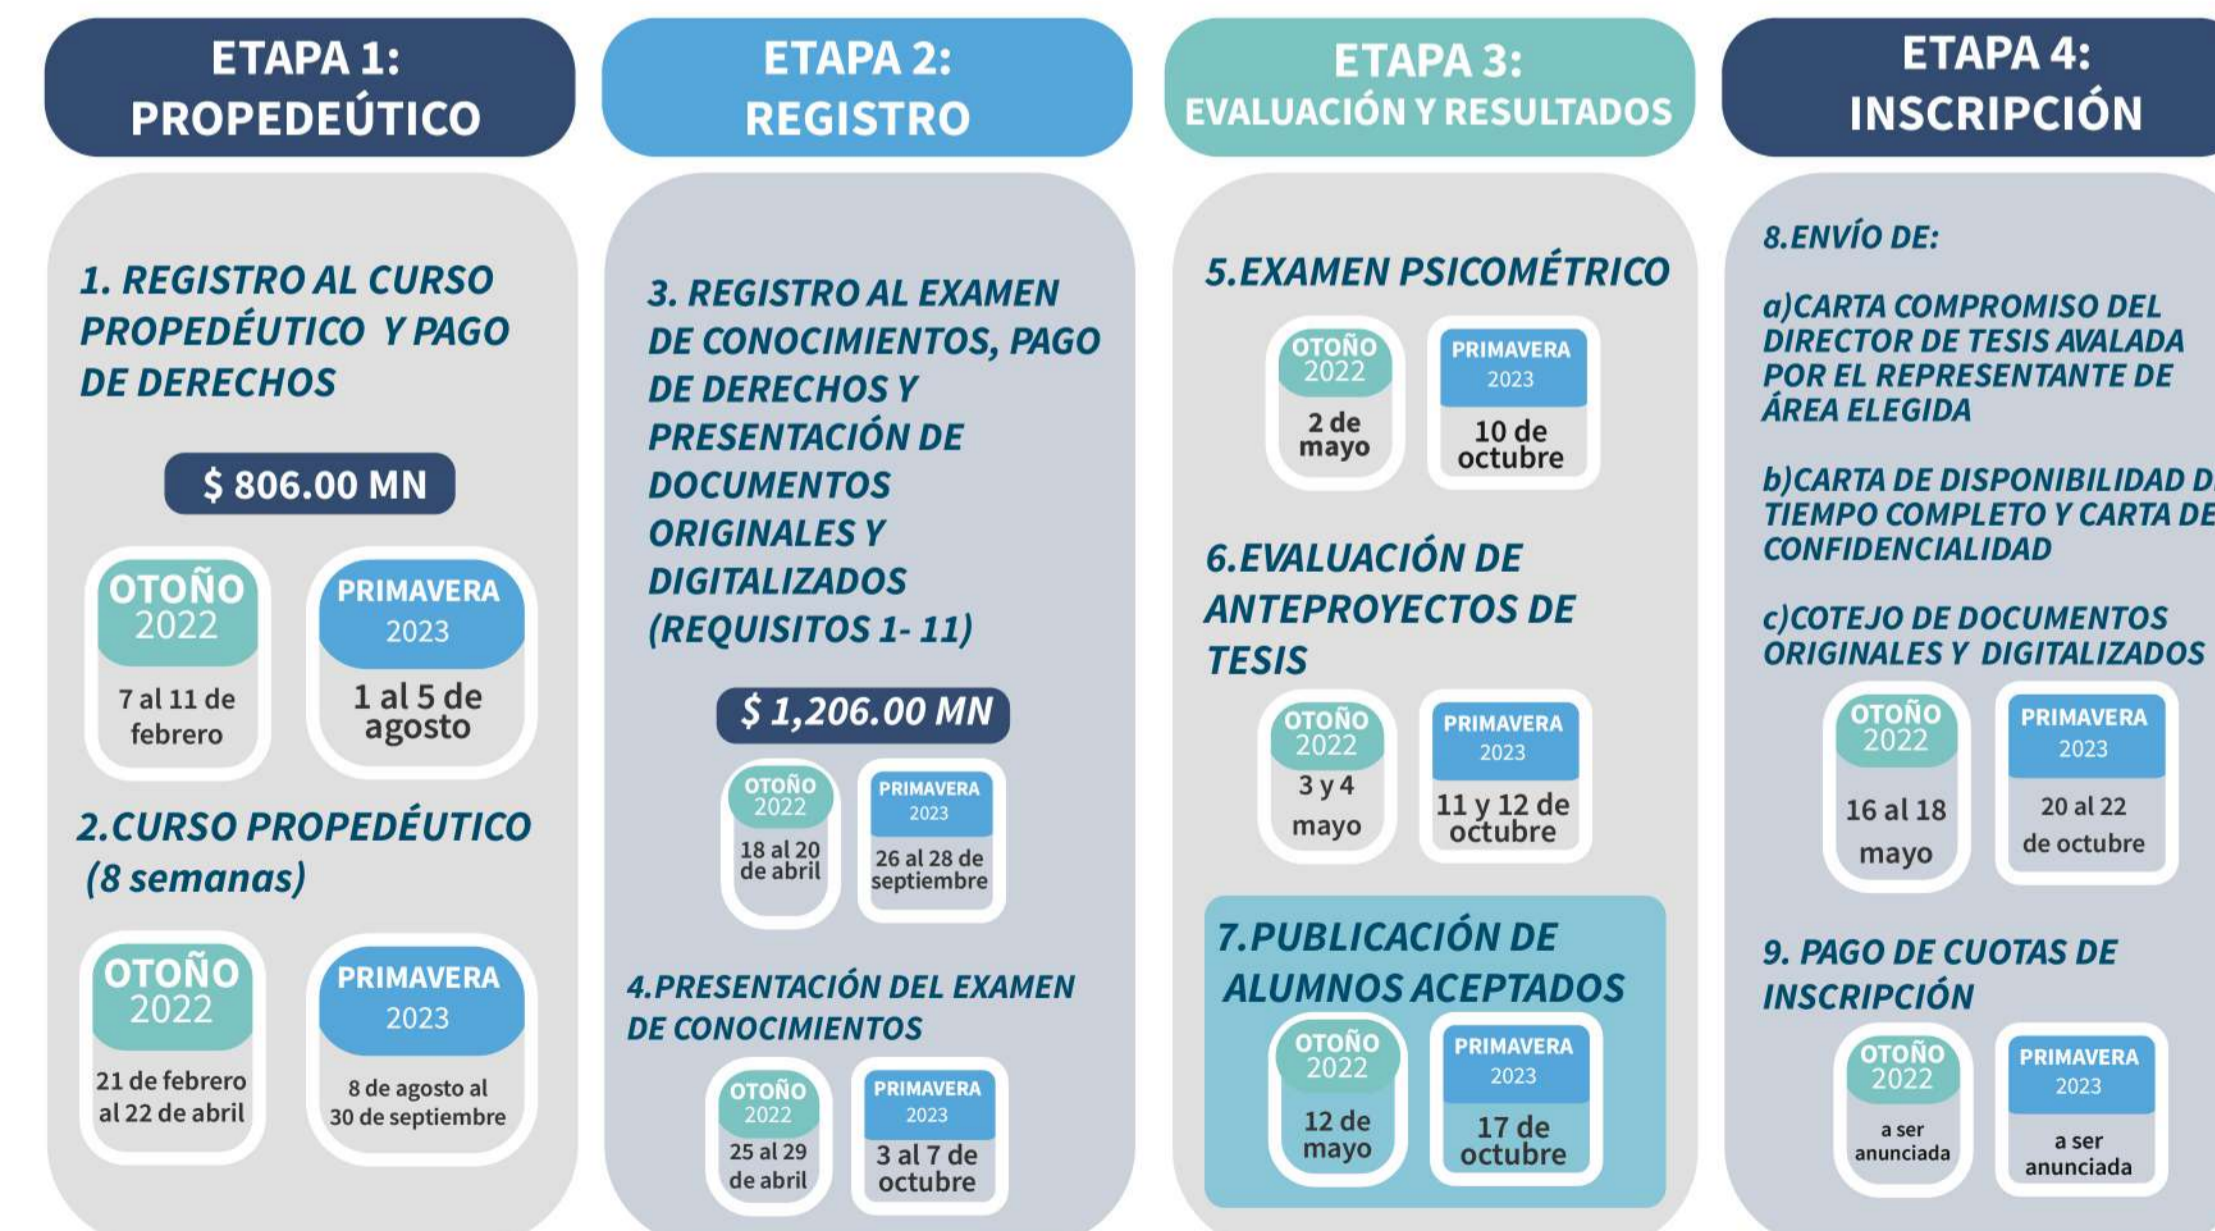 ETAPA 1:
PROPEDEÚTICO
1. REGISTRO AL CURSO
PROPEDÉUTICO Y PAGO
DE DERECHOS
$ 806.00 MN
OTOÑO
2022
7 al 11 de
febrero
PRIMAVERA
2023
1 al 5 de
agosto
2.CURSO PROPEDÉUTICO
(8 semanas)
OTOÑO
2022
21 de febrero
al 22 de abril
PRIMAVERA
2023
8 de agosto al
30 de septiembre
ETAPA 2:
REGISTRO
3. REGISTRO AL EXAMEN
DE CONOCIMIENTOS, PAGO
DE DERECHOS Y
PRESENTACIÓN DE
DOCUMENTOS
ORIGINALES Y
DIGITALIZADOS
(REQUISITOS 1- 11)
$ 1,206.00 MN
OTOÑO
2022
18 al 20
de abril
PRIMAVERA
2023
26 al 28 de
septiembre
4.PRESENTACIÓN DEL EXAMEN
DE CONOCIMIENTOS
OTOÑO
2022
25 al 29
de abril
PRIMAVERA
2023
3 al 7 de
octubre
ETAPA 3:
EVALUACIÓN Y RESULTADOS
5.EXAMEN PSICOMÉTRICO
OTOÑO
2022
2 de
mayo
PRIMAVERA
2023
10 de
octubre
6.EVALUACIÓN DE
ANTEPROYECTOS DE
TESIS
OTOÑO
2022
3 y 4
mayo
PRIMAVERA
2023
11 y 12 de
octubre
7.PUBLICACIÓN DE
ALUMNOS ACEPTADOS
OTOÑO
2022
12 de
mayo
PRIMAVERA
2023
17 de
octubre
ETAPA 4:
INSCRIPCIÓN
8.ENVÍO DE:
a)CARTA COMPROMISO DEL
DIRECTOR DE TESIS AVALADA
POR EL REPRESENTANTE DE
ÁREA ELEGIDA
b)CARTA DE DISPONIBILIDAD
TIEMPO COMPLETO Y CARTA DE
CONFIDENCIALIDAD
c)COTEJO DE DOCUMENTOS
ORIGINALES Y DIGITALIZADOS
OTOÑO
2022
16 al 18
mayo
PRIMAVERA
2023
20 al 22
de octubre
9. PAGO DE CUOTAS DE
INSCRIPCIÓN
OTOÑO
2022
a ser
anunciada
PRIMAVERA
2023
a ser
anunciada